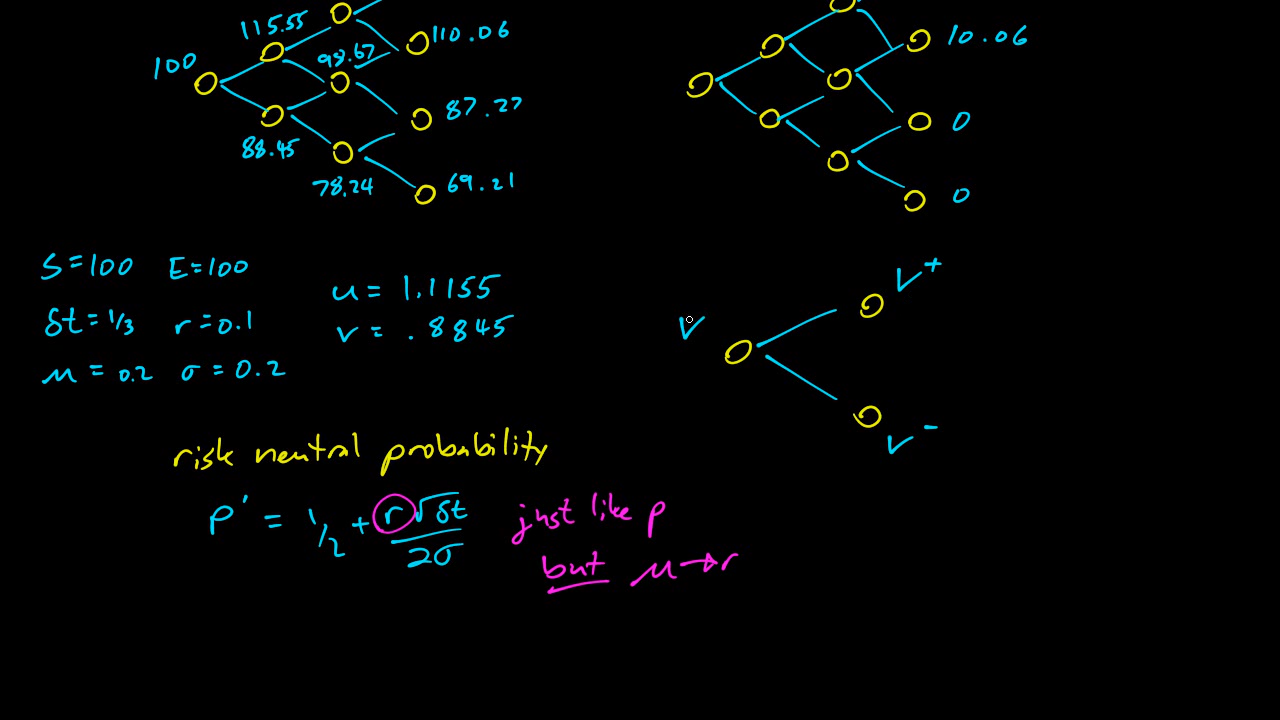 115.55
110.06
10.06
98.67
100
87.27
0
88.45
78.24
69.21
0
S=100 E=100
u = 1.1155
δt = 1/3 r = 0.1
v = .8845
μ = 0.2 σ = 0.2
V+
V
V-
risk neutral probability
P' = 1/2 + r√δt / 2σ
just like p
but μ→r